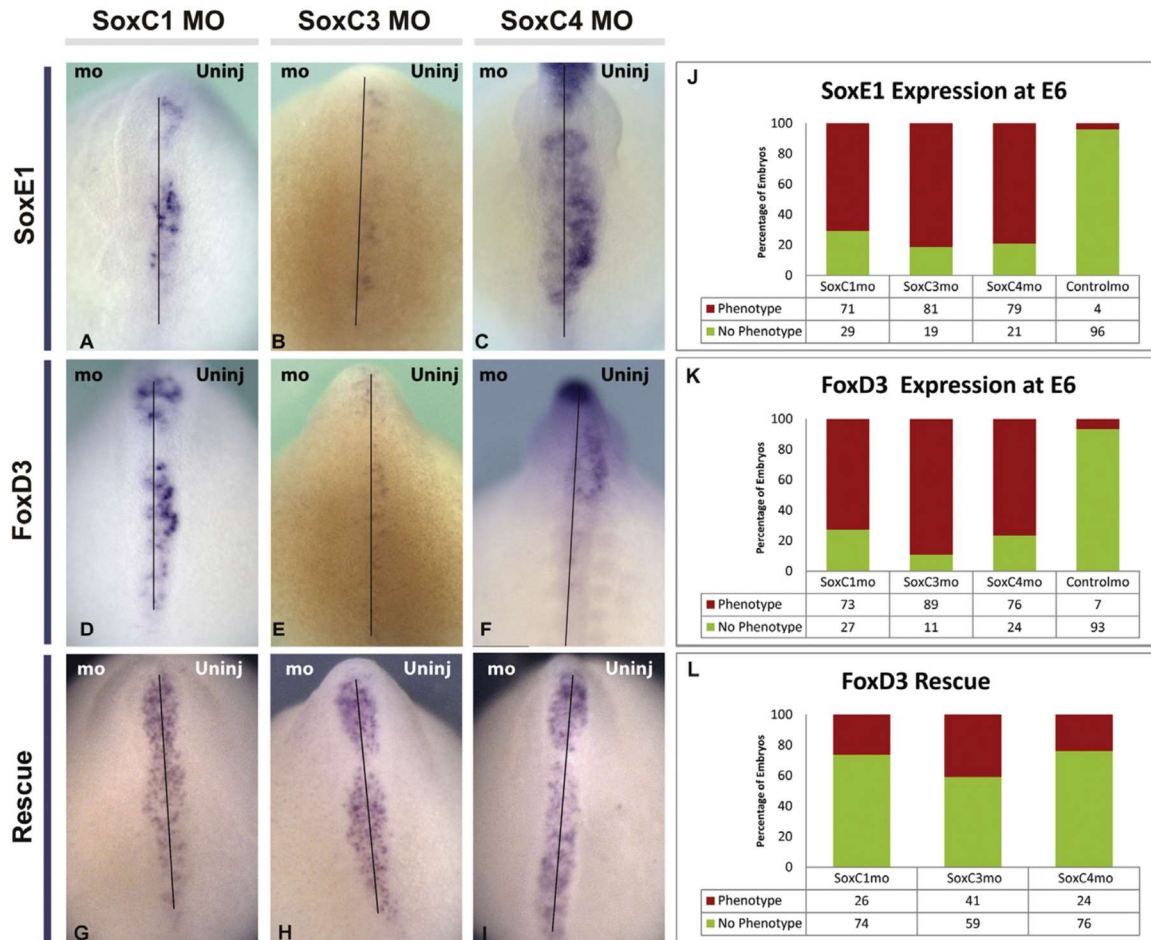 SoxC1 MO SoxC3 MO SoxC4 MO
SoxE1
mo Uninj mo Uninj mo Uninj
A B C
FoxD3
mo Uninj mo Uninj mo Uninj
D E F
Rescue
mo Uninj mo Uninj mo Uninj
G H I
J
SoxE1 Expression at E6
Percentage of Embryos
100
80
60
40
20
0
SoxC1mo SoxC3mo SoxC4mo Controlmo
Phenotype 71 81 79 4
No Phenotype 29 19 21 96
K
FoxD3 Expression at E6
Percentage of Embryos
100
80
60
40
20
0
SoxC1mo SoxC3mo SoxC4mo Controlmo
Phenotype 73 89 76 7
No Phenotype 27 11 24 93
L
FoxD3 Rescue
Percentage of Embryos
100
80
60
40
20
0
SoxC1mo SoxC3mo SoxC4mo
Phenotype 26 41 24
No Phenotype 74 59 76